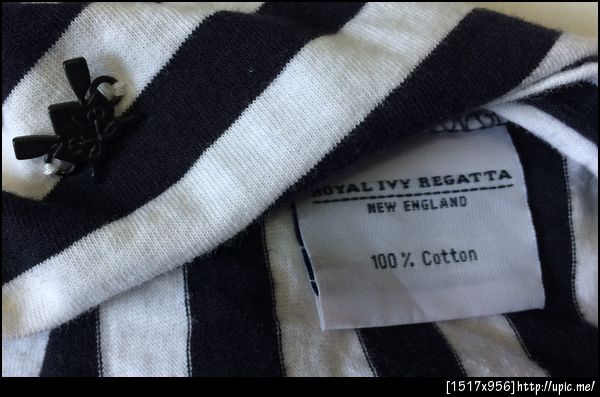 ROYAL IVY REGATTA
NEW ENGLAND
100% Cotton
[1517x956]http://upic.me/